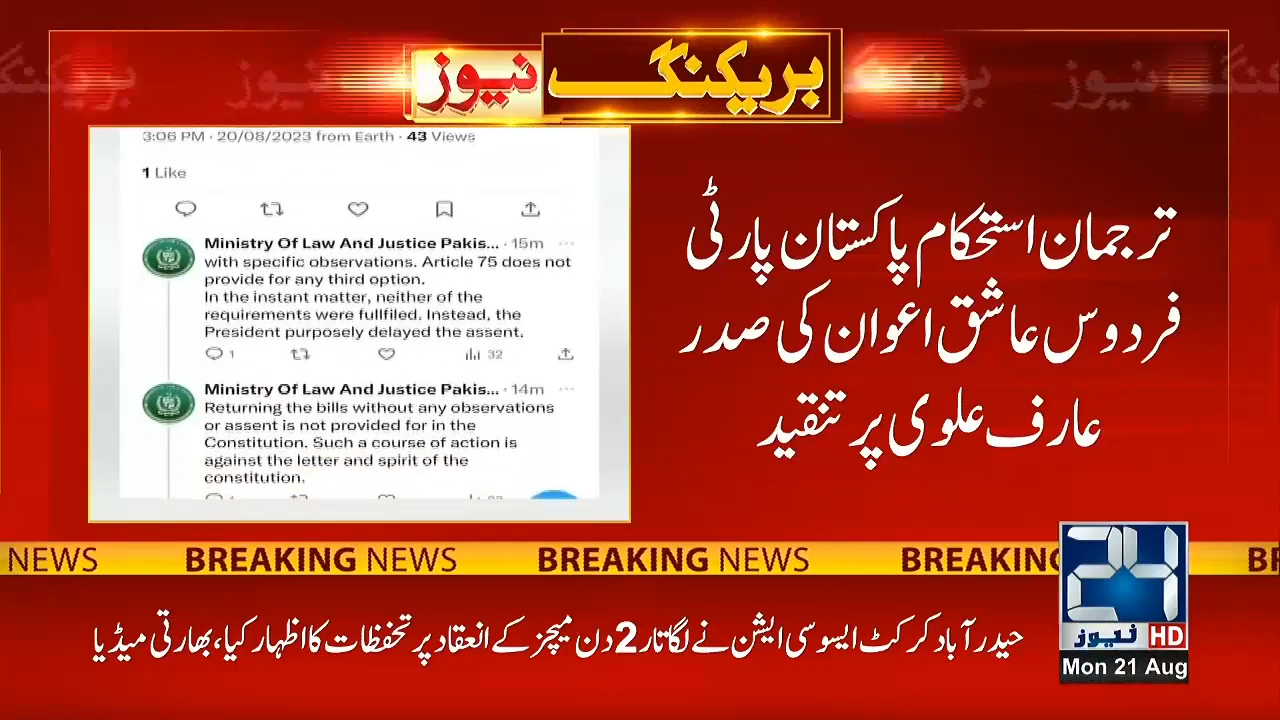 بریکنگ نیوز
3:06 PM · 20/08/2023 from Earth · 43 Views
1 Like
Ministry Of Law And Justice Pakis... · 15m ...
with specific observations. Article 75 does not
provide for any third option.
In the instant matter, neither of the
requirements were fullfiled. Instead, the
President purposely delayed the assent.
1 32
Ministry Of Law And Justice Pakis... · 14m ...
Returning the bills without any observations
or assent is not provided for in the
Constitution. Such a course of action is
against the letter and spirit of the
constitution.
ترجمان استحکام پاکستان پارٹی
فردوس عاشق اعوان کی صدر
عارف علوی پر تنقید
NEWS BREAKING NEWS BREAKING NEWS BREAKING
24
نیوز HD
Mon 21 Aug
حیدر آباد کرکٹ ایسوسی ایشن نے لگاتار 2 دن میچز کے انعقاد پر تحفظات کا اظہار کیا، بھارتی میڈیا